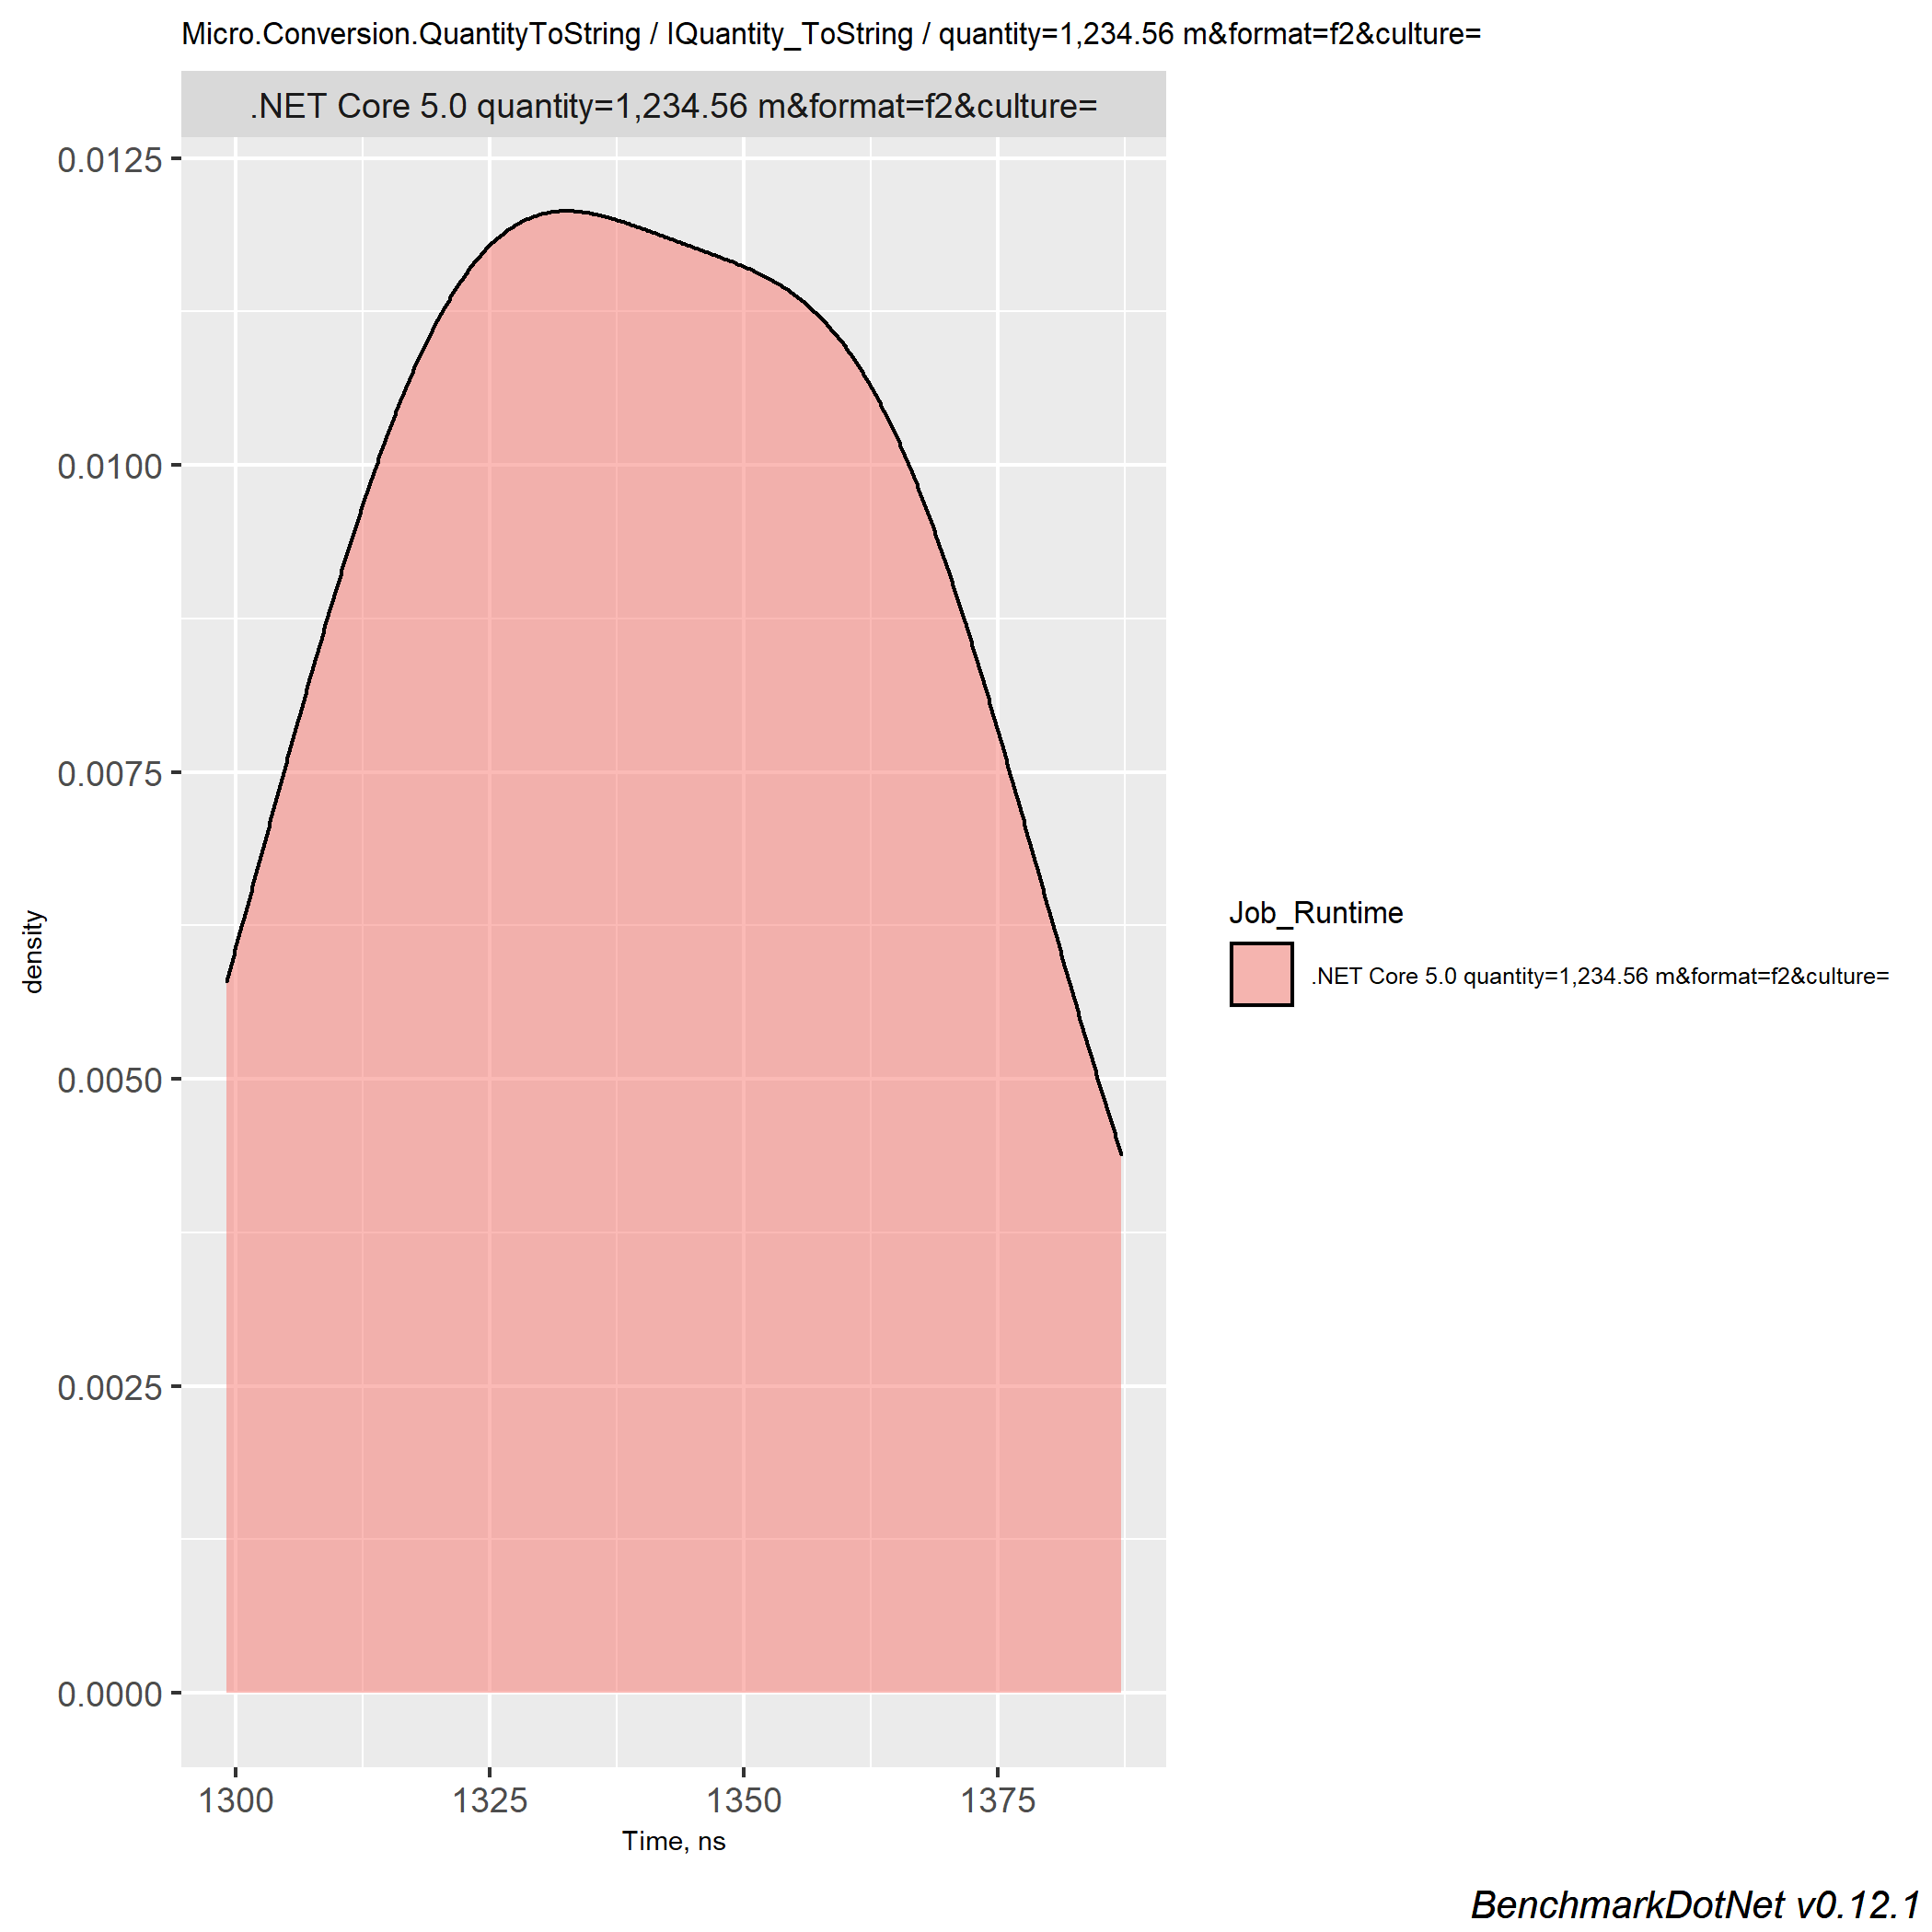 Micro.Conversion.QuantityToString / IQuantity_ToString / quantity=1,234.56 m&format=f2&culture=
.NET Core 5.0 quantity=1,234.56 m&format=f2&culture=
0.0125
0.0100
0.0075
0.0050
0.0025
0.0000
density
1300 1325 1350 1375
Time, ns
Job_Runtime
.NET Core 5.0 quantity=1,234.56 m&format=f2&culture=
BenchmarkDotNet v0.12.1